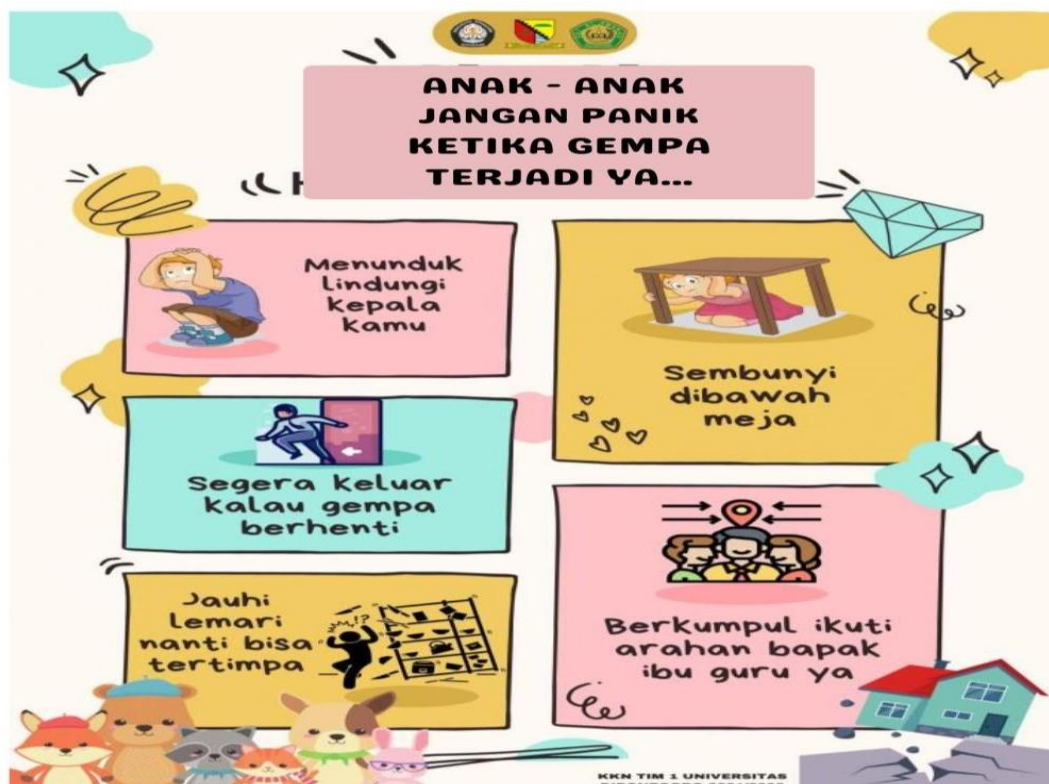 ANAK - ANAK
JANGAN PANIK
KETIKA GEMPA
TERJADI YA...
Menunduk
lindungi
kepala
kamu
Sembunyi
dibawah
meja
Segera keluar
kalau gempa
berhenti
Jauhi
lemari
nanti bisa
tertimpa
!?
Berkumpul ikuti
arahan bapak
ibu guru ya
KKN TIM 1 UNIVERSITAS